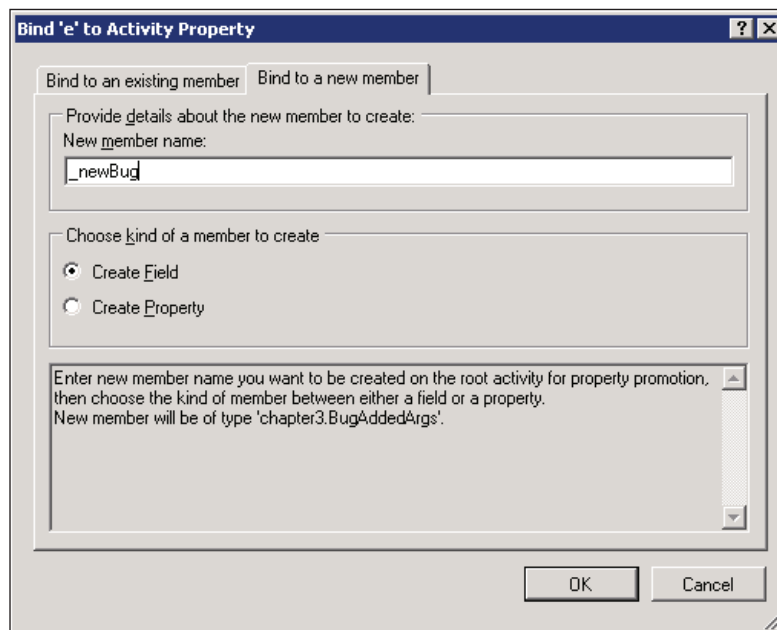 Bind 'e' to Activity Property
Bind to an existing member
Bind to a new member
Provide details about the new member to create:
New member name:
_newBug
Choose kind of a member to create
Create Field
Create Property
Enter new member name you want to be created on the root activity for property promotion,
then choose the kind of member between either a field or a property.
New member will be of type 'chapter3.BugAddedArgs'.
OK
Cancel